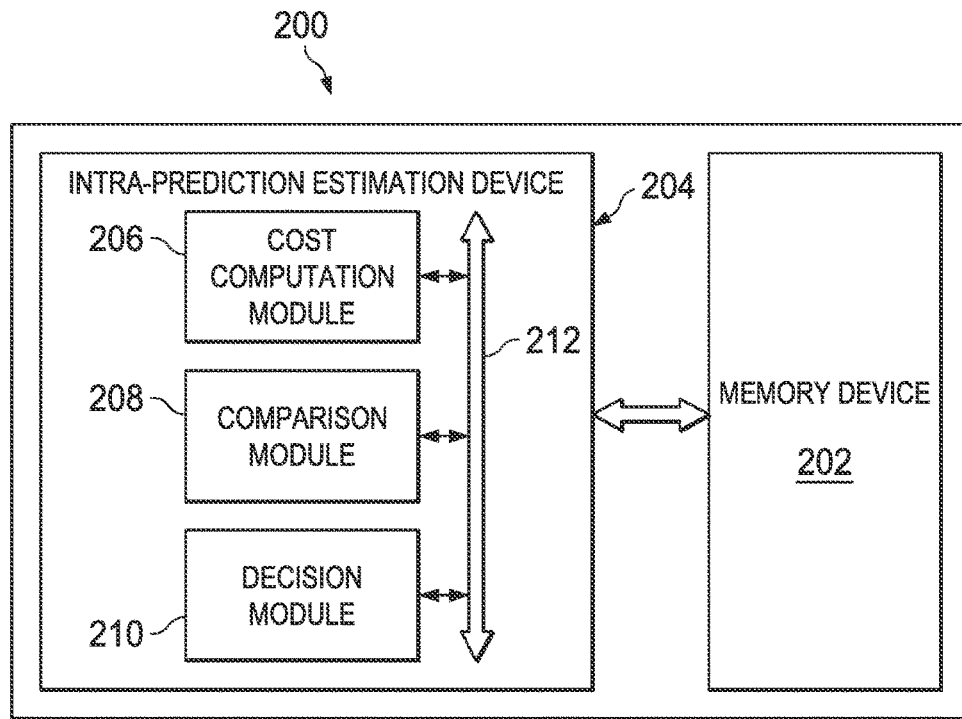 200
INTRA-PREDICTION ESTIMATION DEVICE
204
206
COST
COMPUTATION
MODULE
212
208
COMPARISON
MODULE
MEMORY DEVICE
202
DECISION
MODULE
210